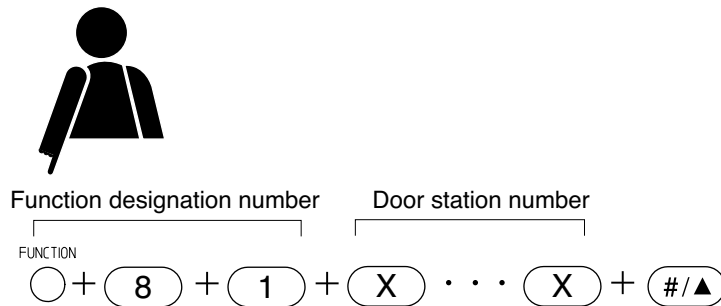 Function designation number Door station number
FUNCTION
+ 8 + 1 + X · · · X + #/▲